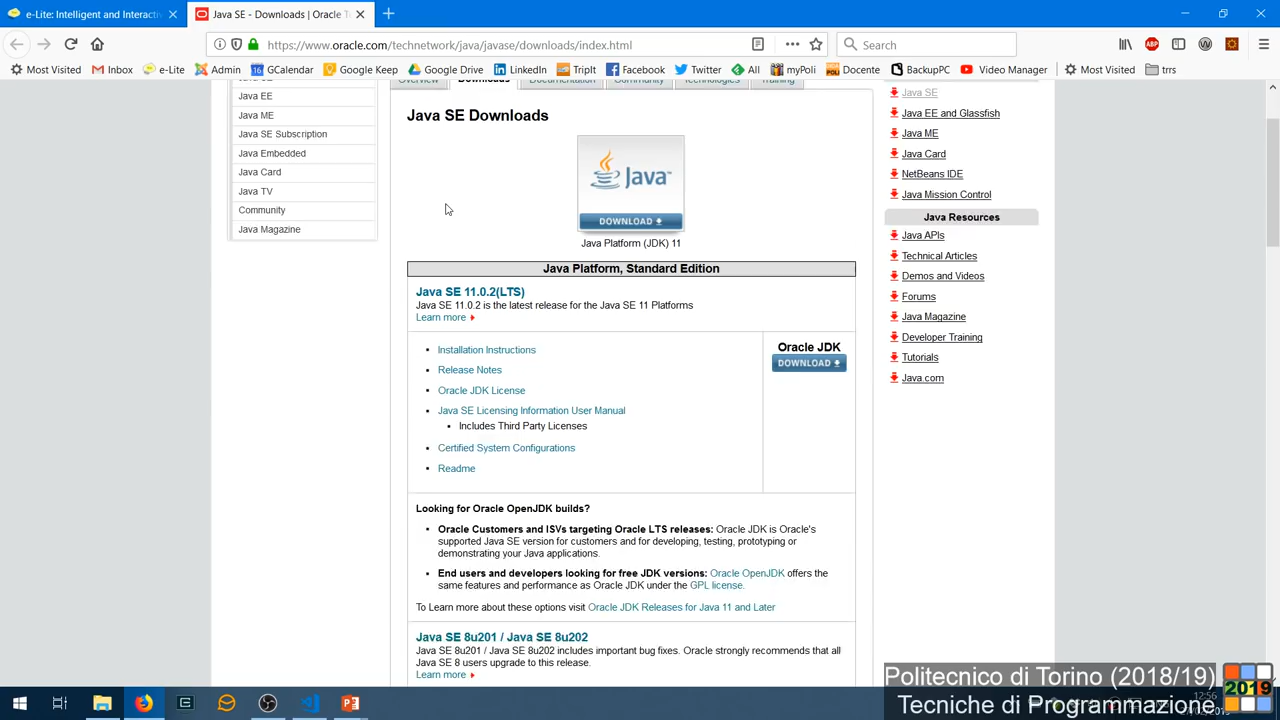 e-Lite: Intelligent and Interactiv
Java SE - Downloads | Oracle T
https://www.oracle.com/technetwork/java/javase/downloads/index.html
Search
Most Visited
Inbox
e-Lite
Admin
GCalendar
Google Keep
Google Drive
LinkedIn
TripIt
Facebook
Twitter
All
myPoli
Docente
BackupPC
Video Manager
Most Visited
trrs
Overview
Downloads
Documentation
Community
Technologies
Training
Java EE
Java ME
Java SE Subscription
Java Embedded
Java Card
Java TV
Community
Java Magazine
Java SE Downloads
Java
DOWNLOAD
Java Platform (JDK) 11
Java Platform, Standard Edition
Java SE 11.0.2(LTS)
Java SE 11.0.2 is the latest release for the Java SE 11 Platforms
Learn more
Installation Instructions
Release Notes
Oracle JDK License
Java SE Licensing Information User Manual
Includes Third Party Licenses
Certified System Configurations
Readme
Oracle JDK
DOWNLOAD
Looking for Oracle OpenJDK builds?
Oracle Customers and ISVs targeting Oracle LTS releases: Oracle JDK is Oracle's
supported Java SE version for customers and for developing, testing, prototyping or
demonstrating your Java applications.
End users and developers looking for free JDK versions: Oracle OpenJDK offers the
same features and performance as Oracle JDK under the GPL license.
To Learn more about these options visit Oracle JDK Releases for Java 11 and Later
Java SE 8u201 / Java SE 8u202
Java SE 8u201 / Java SE 8u202 includes important bug fixes. Oracle strongly recommends that all
Java SE 8 users upgrade to this release.
Learn more
Java SE
Java EE and Glassfish
Java ME
Java Card
NetBeans IDE
Java Mission Control
Java Resources
Java APIs
Technical Articles
Demos and Videos
Forums
Java Magazine
Developer Training
Tutorials
Java.com
Politecnico di Torino (2018/19)
Tecniche di Programmazione
2019
12:56